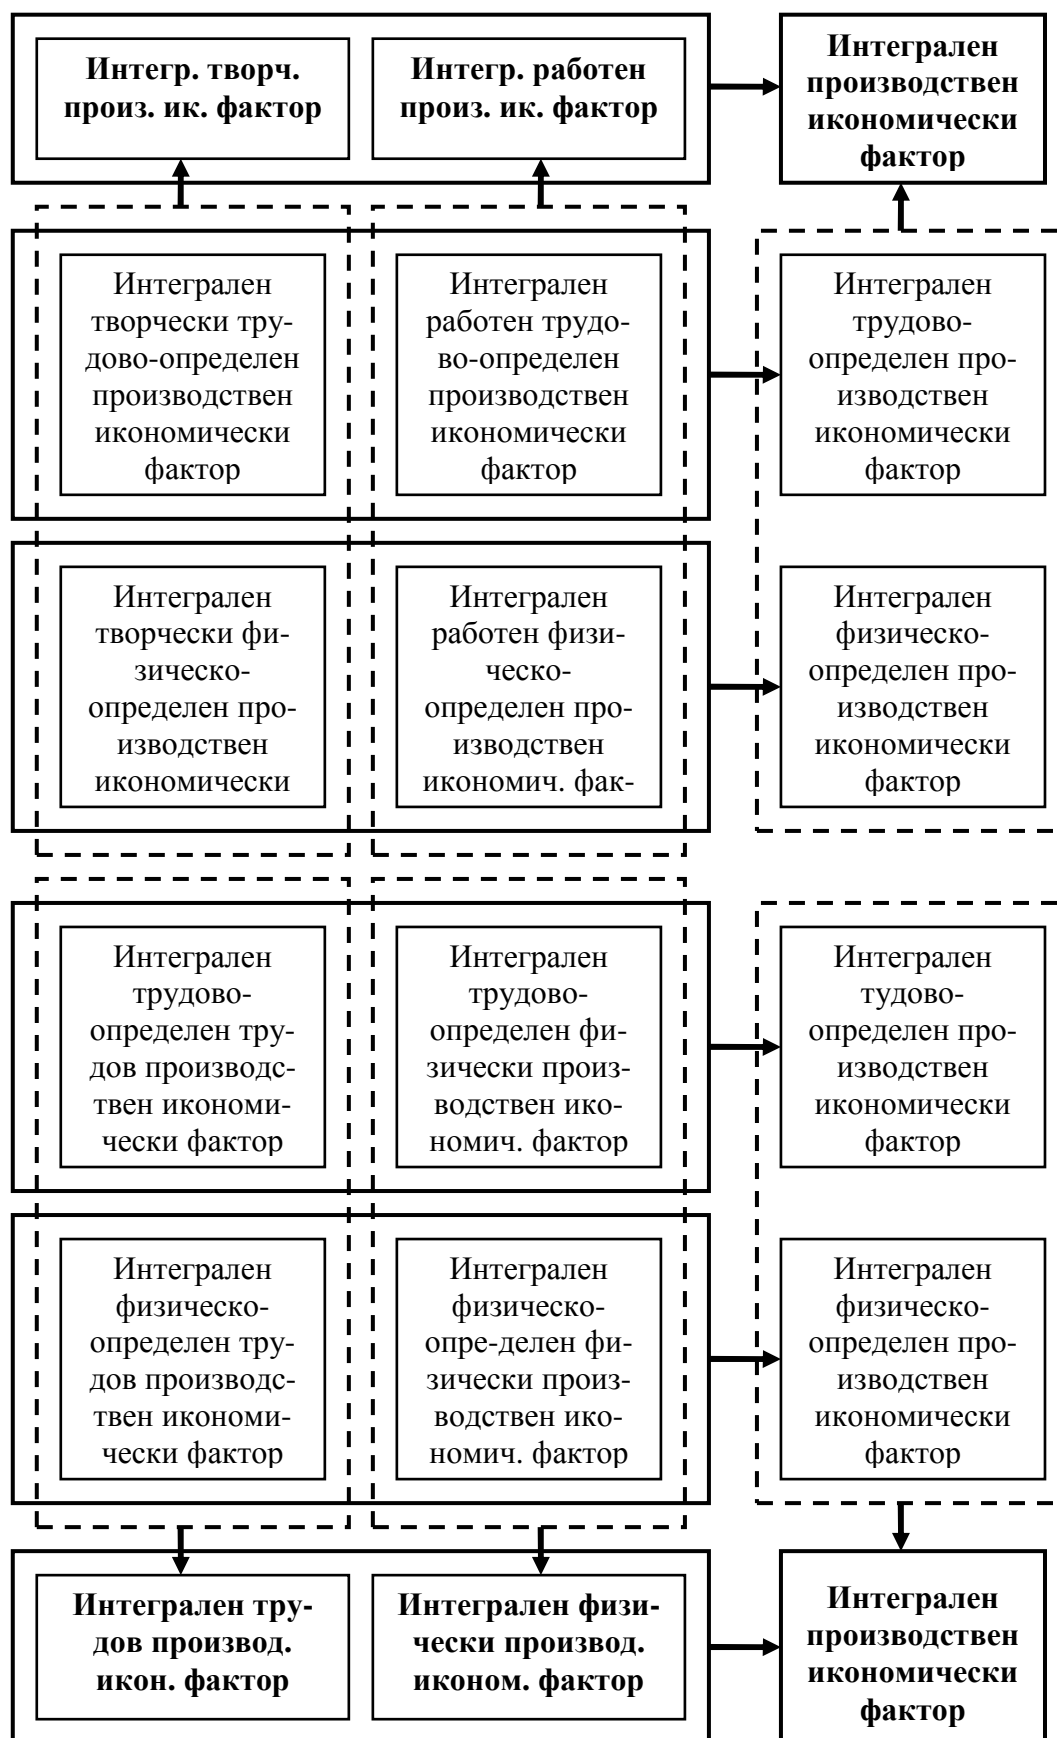 Интегр. творч.
произ. ик. фактор
Интегр. работен
произ. ик. фактор
Интегрален
производствен
икономически
фактор
Интегрален
творчески тру-
дово-определен
производствен
икономически
фактор
Интегрален
работен трудо-
во-определен
производствен
икономически
фактор
Интегрален
трудово-
определен про-
изводствен
икономически
фактор
Интегрален
творчески фи-
зическо-
определен про-
изводствен
икономически
Интегрален
работен физи-
ческо-
определен про-
изводствен
икономич. фак-
Интегрален
физическо-
определен про-
изводствен
икономически
фактор
Интегрален
трудово-
определен тру-
дов производс-
твен икономи-
чески фактор
Интегрален
трудово-
определен фи-
зически произ-
водствен ико-
номич. фактор
Интегрален
тудово-
определен про-
изводствен
икономически
фактор
Интегрален
физическо-
определен тру-
дов производс-
твен икономи-
чески фактор
Интегрален
физическо-
опре-делен фи-
зически произ-
водствен ико-
номич. фактор
Интегрален
физическо-
определен про-
изводствен
икономически
фактор
Интегрален тру-
дов производ.
икон. фактор
Интегрален физи-
чески производ.
иконом. фактор
Интегрален
производствен
икономически
фактор